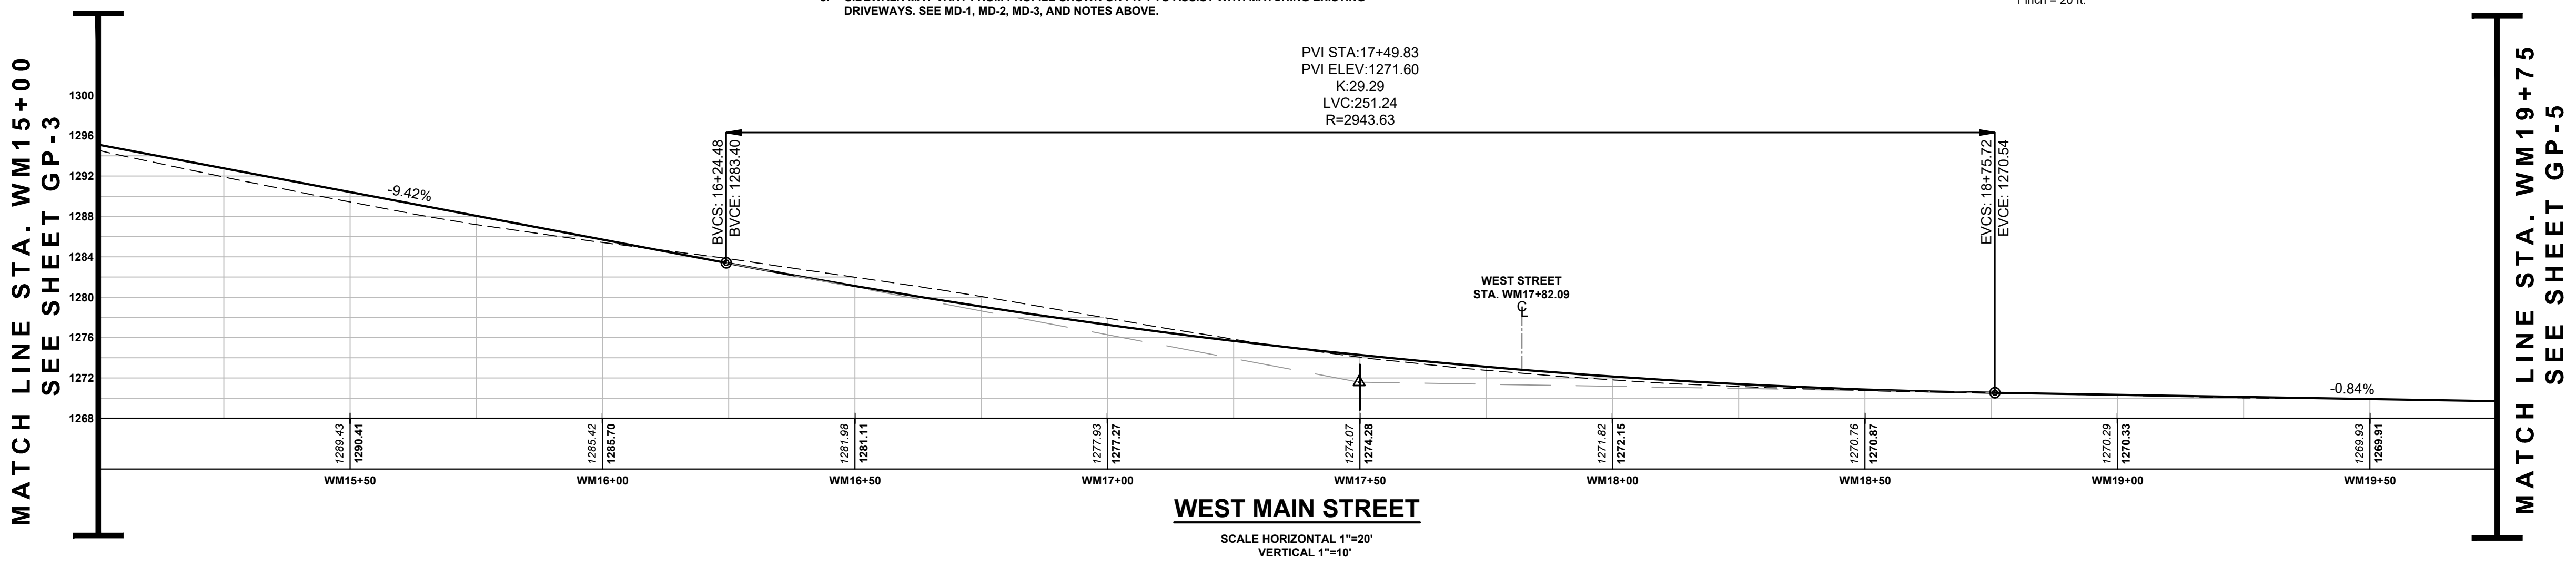 DRIVEWAYS. SEE MD-1, MD-2, MD-3, AND NOTES ABOVE.
1 inch = 20 ft.
MATCH LINE STA. WM15+00
SEE SHEET GP-3
PVI STA:17+49.83
PVI ELEV:1271.60
K:29.29
LVC:251.24
R=2943.63
1300
1296
1292
1288
1284
1280
1276
1272
1268
-9.42%
BVCS: 16+24.48
BVCE: 1283.40
WEST STREET
STA. WM17+82.09
CL
EVCS: 18+75.72
EVCE: 1270.54
-0.84%
1289.43
1290.41
1285.42
1285.70
1281.98
1281.11
1277.93
1277.27
1274.07
1274.28
1271.82
1272.15
1270.76
1270.87
1270.29
1270.33
1269.93
1269.91
WM15+50
WM16+00
WM16+50
WM17+00
WM17+50
WM18+00
WM18+50
WM19+00
WM19+50
WEST MAIN STREET
SCALE HORIZONTAL 1"=20'
VERTICAL 1"=10'
MATCH LINE STA. WM19+75
SEE SHEET GP-5